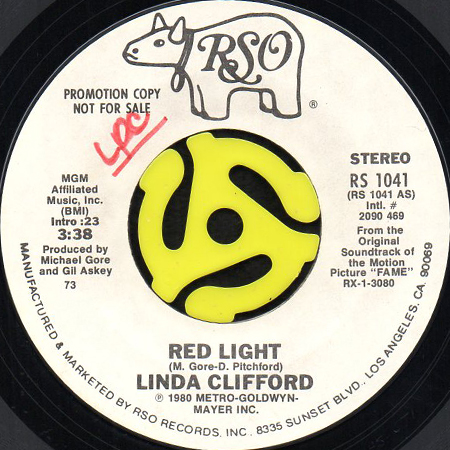 RSO
®
PROMOTION COPY
NOT FOR SALE
LPC
MGM
Affiliated
Music, Inc.
(BMI)
Intro :23
3:38
Produced by
Michael Gore
and Gil Askey
73
STEREO
RS 1041
(RS 1041 AS)
Intl. #
2090 469
From the
Original
Soundtrack of
the Motion
Picture "FAME"
RX-1-3080
RED LIGHT
(M. Gore-D. Pitchford)
LINDA CLIFFORD
℗ 1980 METRO-GOLDWYN-
MAYER INC.
MANUFACTURED & MARKETED BY RSO RECORDS, INC. 8335 SUNSET BLVD., LOS ANGELES, CA. 90069